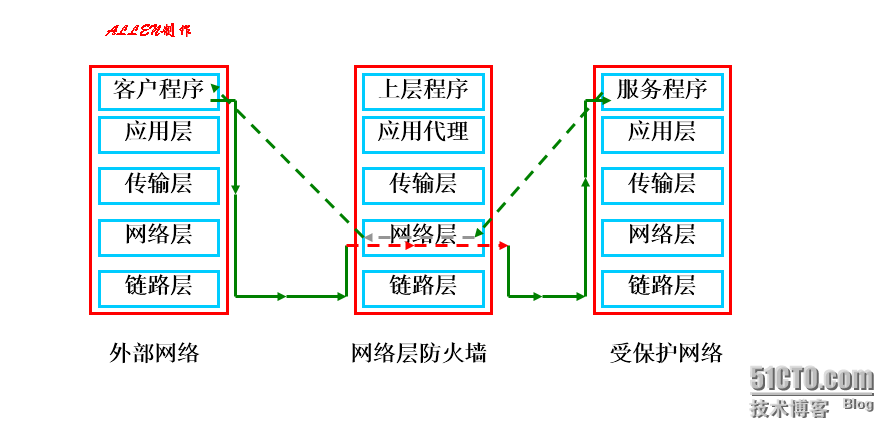 ALLEN制作
客户程序
应用层
传输层
网络层
链路层
外部网络
上层程序
应用代理
传输层
网络层
链路层
网络层防火墙
服务程序
应用层
传输层
网络层
链路层
受保护网络
51CTO.com
技术博客 Blog